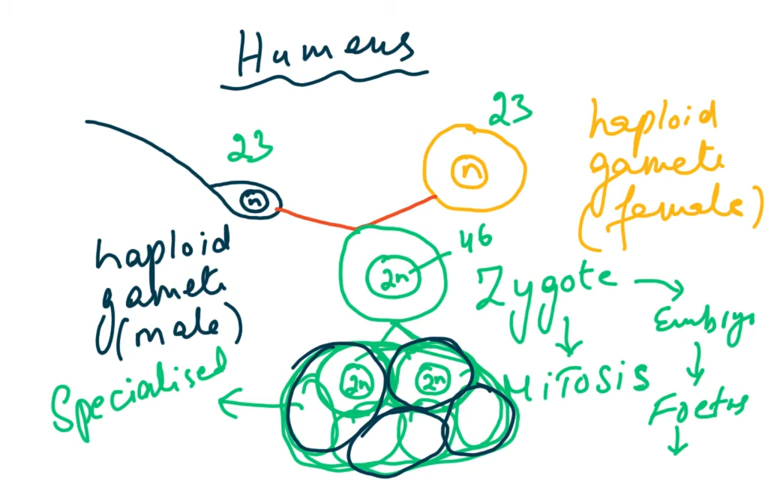 Humans
23
23
haploid
gamete
(female)
n
n
haploid
gamete
(male)
46
2n
Zygote
Embryo
Specialised
2n
2n
MiTOSiS
Foetus